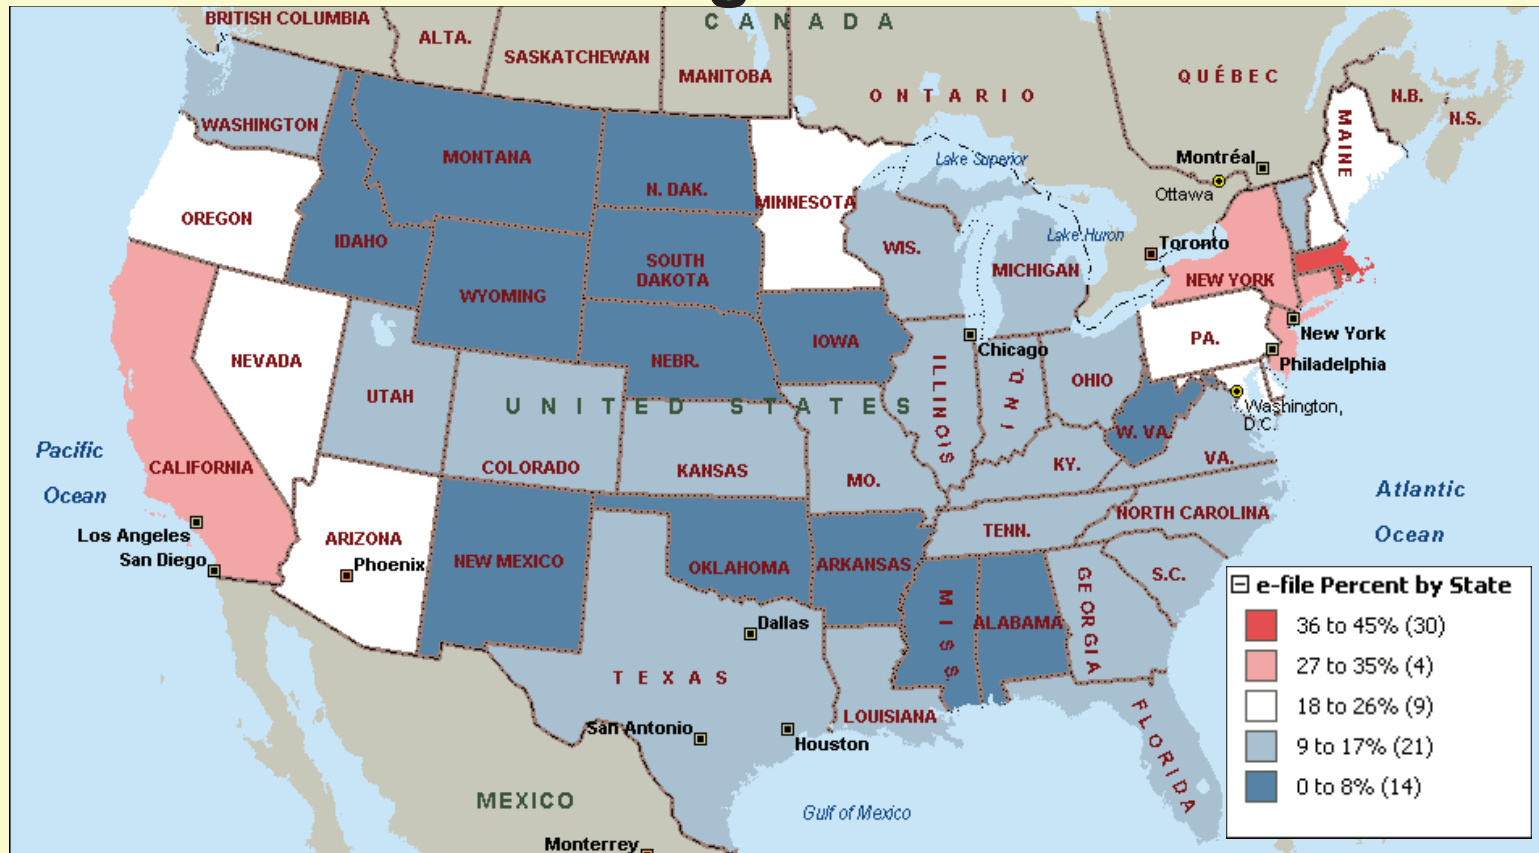 CANADA
BRITISH COLUMBIA
ALTA.
SASKATCHEWAN
MANITOBA
ONTARIO
QUÉBEC
N.B.
N.S.
MAINE
WASHINGTON
MONTANA
N. DAK.
MINNESOTA
Lake Superior
Montréal
Ottawa
OREGON
IDAHO
WIS.
Lake Huron
Toronto
SOUTH
DAKOTA
MICHIGAN
NEW YORK
WYOMING
NEVADA
NEBR.
IOWA
Chicago
PA.
New York
Philadelphia
UTAH
UNITED STATES
ILLINOIS
IND
OHIO
Washington,
D.C.
Pacific
Ocean
CALIFORNIA
COLORADO
KANSAS
MO.
KY.
W. VA.
VA.
Atlantic
Ocean
Los Angeles
San Diego
ARIZONA
Phoenix
NEW MEXICO
OKLAHOMA
ARKANSAS
TENN.
NORTH CAROLINA
S.C.
MISS.
ALABAMA
GEORGIA
Dallas
TEXAS
San Antonio
Houston
LOUISIANA
FLORIDA
MEXICO
Gulf of Mexico
Monterrey
e-file Percent by State
36 to 45% (30)
27 to 35% (4)
18 to 26% (9)
9 to 17% (21)
0 to 8% (14)